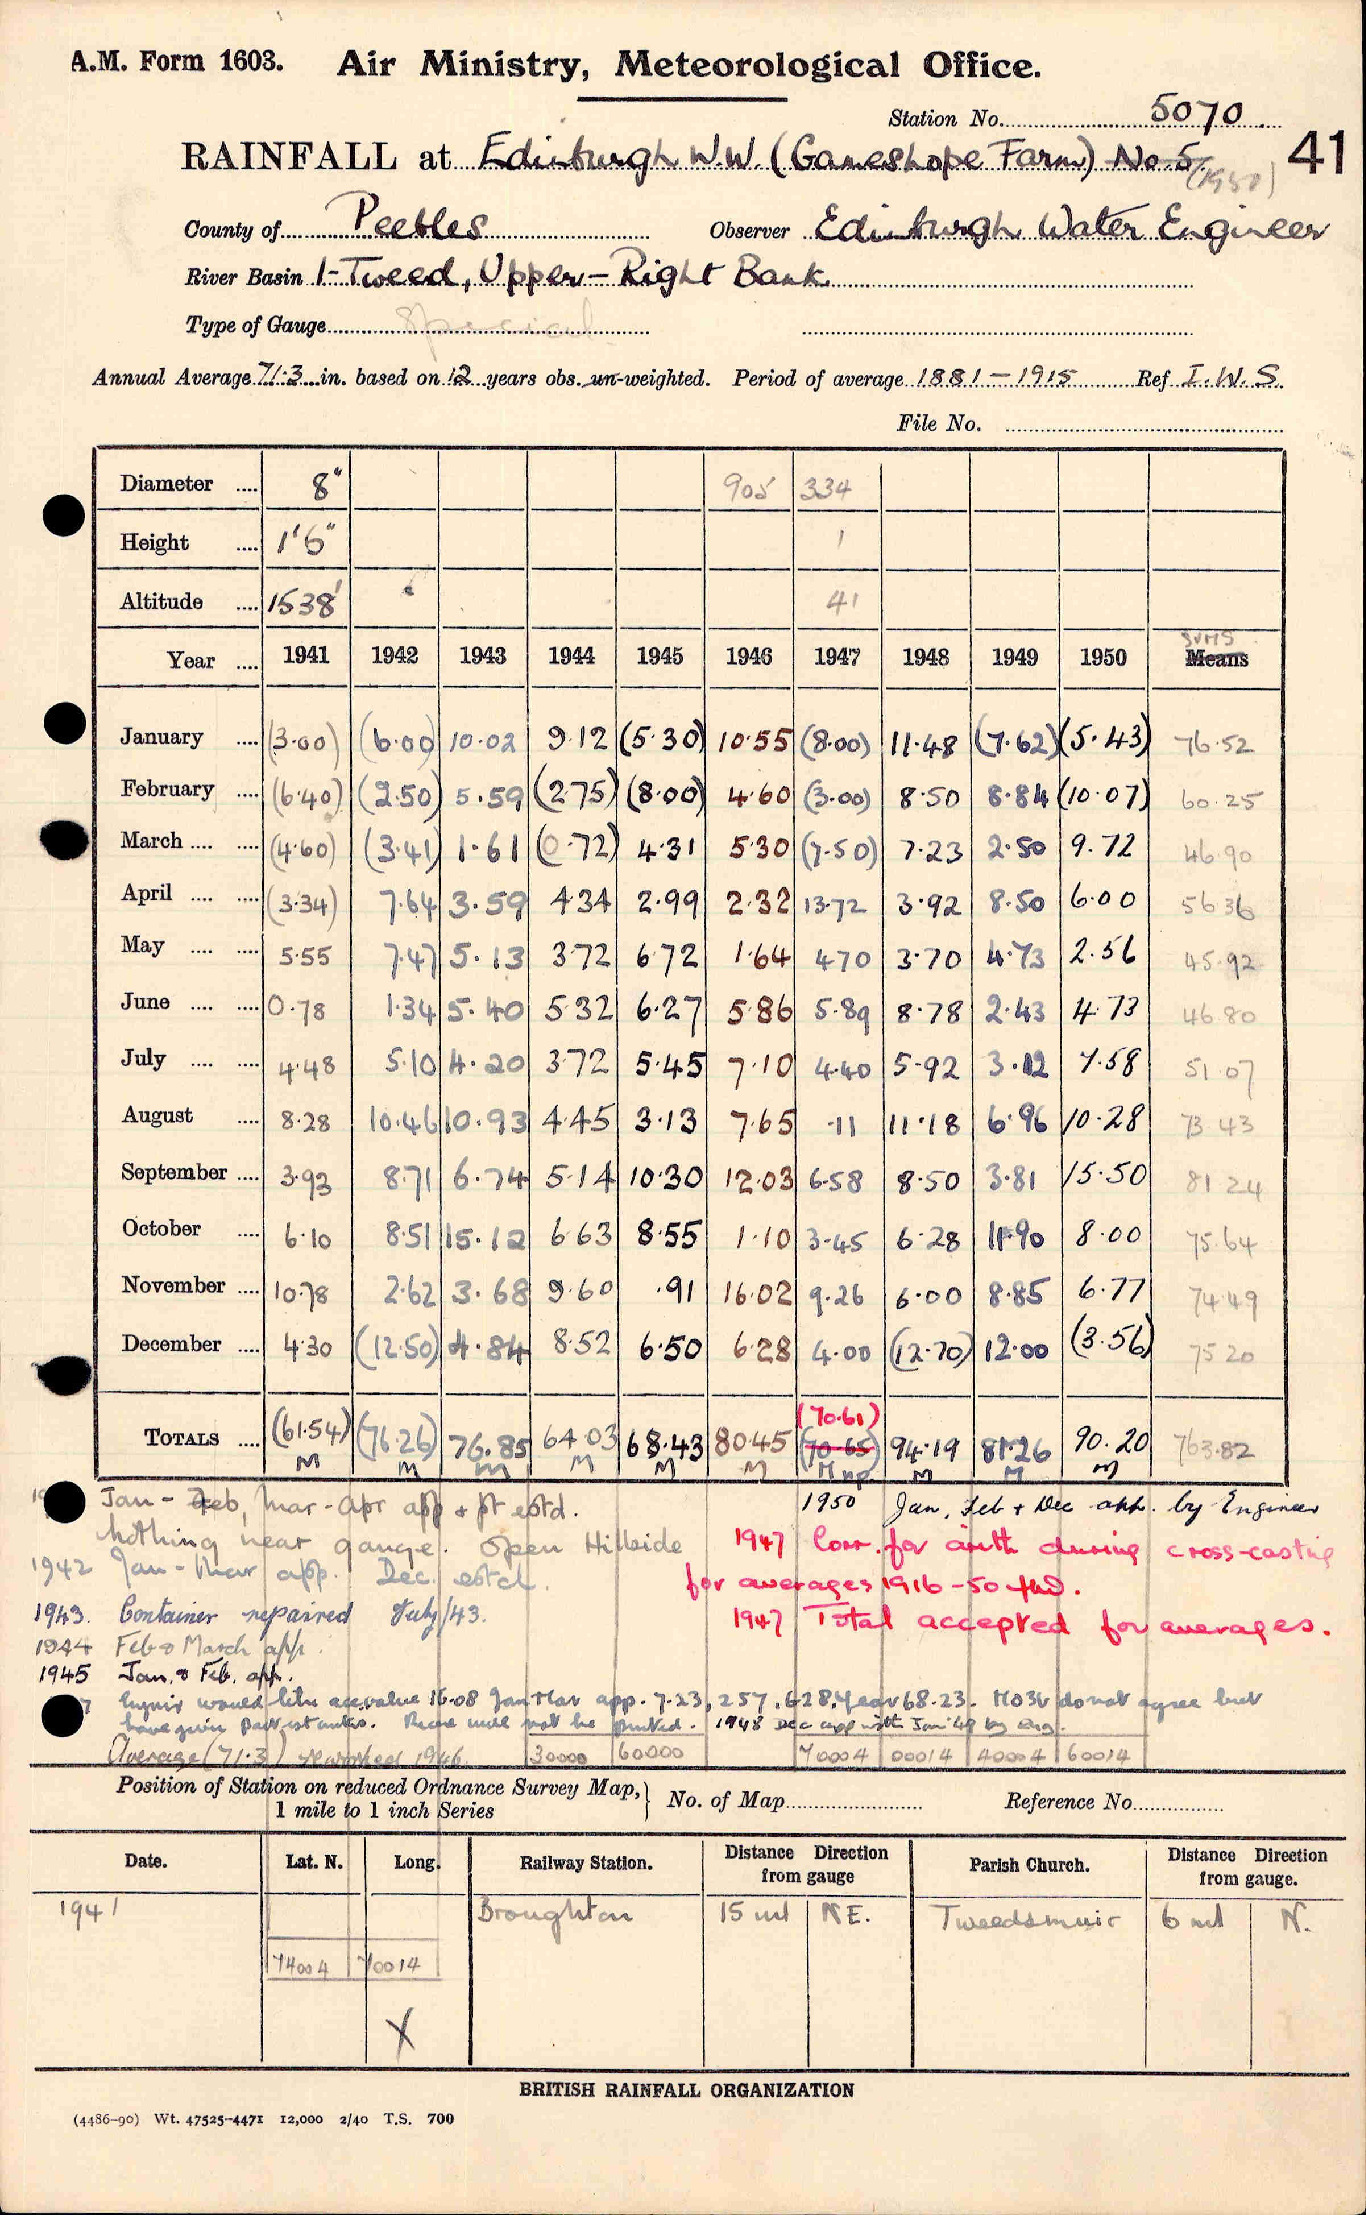 A.M. Form 1603. Air Ministry, Meteorological Office.
Station No. 5070
RAINFALL at Edinburgh W.W. (Gameshope Farm) No. 5 41
(1950)
County of Peebles Observer Edinburgh Water Engineer
River Basin 1-Tweed, Upper - Right Bank
Type of Gauge Special
Annual Average 71.3 in. based on 12 years obs. un-weighted. Period of average 1881-1915 Ref I.W.S.
File No.
Diameter .... 8" 905 334
Height .... 1'6" 1
Altitude .... 1538' 41
Sums
Year .... 1941 1942 1943 1944 1945 1946 1947 1948 1949 1950 Means
January .... (3.00) (6.00) 10.02 9.12 (5.30) 10.55 (8.00) 11.48 (7.62) (5.43) 76.52
February .... (6.40) (2.50) 5.59 (2.75) (8.00) 4.60 (3.00) 8.50 8.84 (10.07) 60.25
March .... .... (4.60) (3.41) 1.61 (0.72) 4.31 5.30 (7.50) 7.23 2.50 9.72 46.90
April .... .... (3.34) 7.64 3.59 4.34 2.99 2.32 13.72 3.92 8.50 6.00 56.36
May .... .... 5.55 7.47 5.13 3.72 6.72 1.64 4.70 3.70 4.73 2.56 45.92
June .... .... 0.78 1.34 5.40 5.32 6.27 5.86 5.89 8.78 2.43 4.73 46.80
July .... .... 4.48 5.10 4.20 3.72 5.45 7.10 4.40 5.92 3.12 7.58 51.07
August .... 8.28 10.46 10.93 4.45 3.13 7.65 .11 11.18 6.96 10.28 73.43
September .... 3.93 8.71 6.74 5.14 10.30 12.03 6.58 8.50 3.81 15.50 81.24
October .... 6.10 8.51 15.12 6.63 8.55 1.10 3.45 6.28 11.90 8.00 75.64
November .... 10.78 2.62 3.68 9.60 .91 16.02 9.26 6.00 8.85 6.77 74.49
December .... 4.30 (12.50) 4.84 8.52 6.50 6.28 4.00 (12.70) 12.00 (3.56) 75.20
(70.61)
TOTALS .... (61.54) (76.26) 76.85 64.03 68.43 80.45 (70.65) 94.19 81.26 90.20 763.82
M M M M M M M np. M M M
Jan - Feb, Mar - Apr app & pt estd. 1950 Jan, Feb & Dec app. by Engineer
Nothing near gauge. Open Hillside 1947 Corr. for arith during cross-casting
1942 Jan - Mar app. Dec. estd. for averages 1916-50
1943. Container repaired July/43. 1947 Total accepted for averages.
1944 Feb & March app.
1945 Jan. & Feb. app.
would like value 16.08 Jan Mar app. 7.23, 2.57, 6.28. Year 68.23. do not agree but
have given . will not be printed. 1948 Dec app with Jan '49 by Eng.
Average (71.3) reworked 1946 30000 60000 70004 00014 40004 60014
Position of Station on reduced Ordnance Survey Map, 1 mile to 1 inch Series } No. of Map Reference No.
Date. Lat. N. Long. Railway Station. Distance Direction from gauge Parish Church. Distance Direction from gauge.
1941 Broughton 15 ml NE. Tweedsmuir 6 ml N.
74004 70014
X
BRITISH RAINFALL ORGANIZATION
(4486-90) Wt. 47525-4471 12,000 2/40 T.S. 700